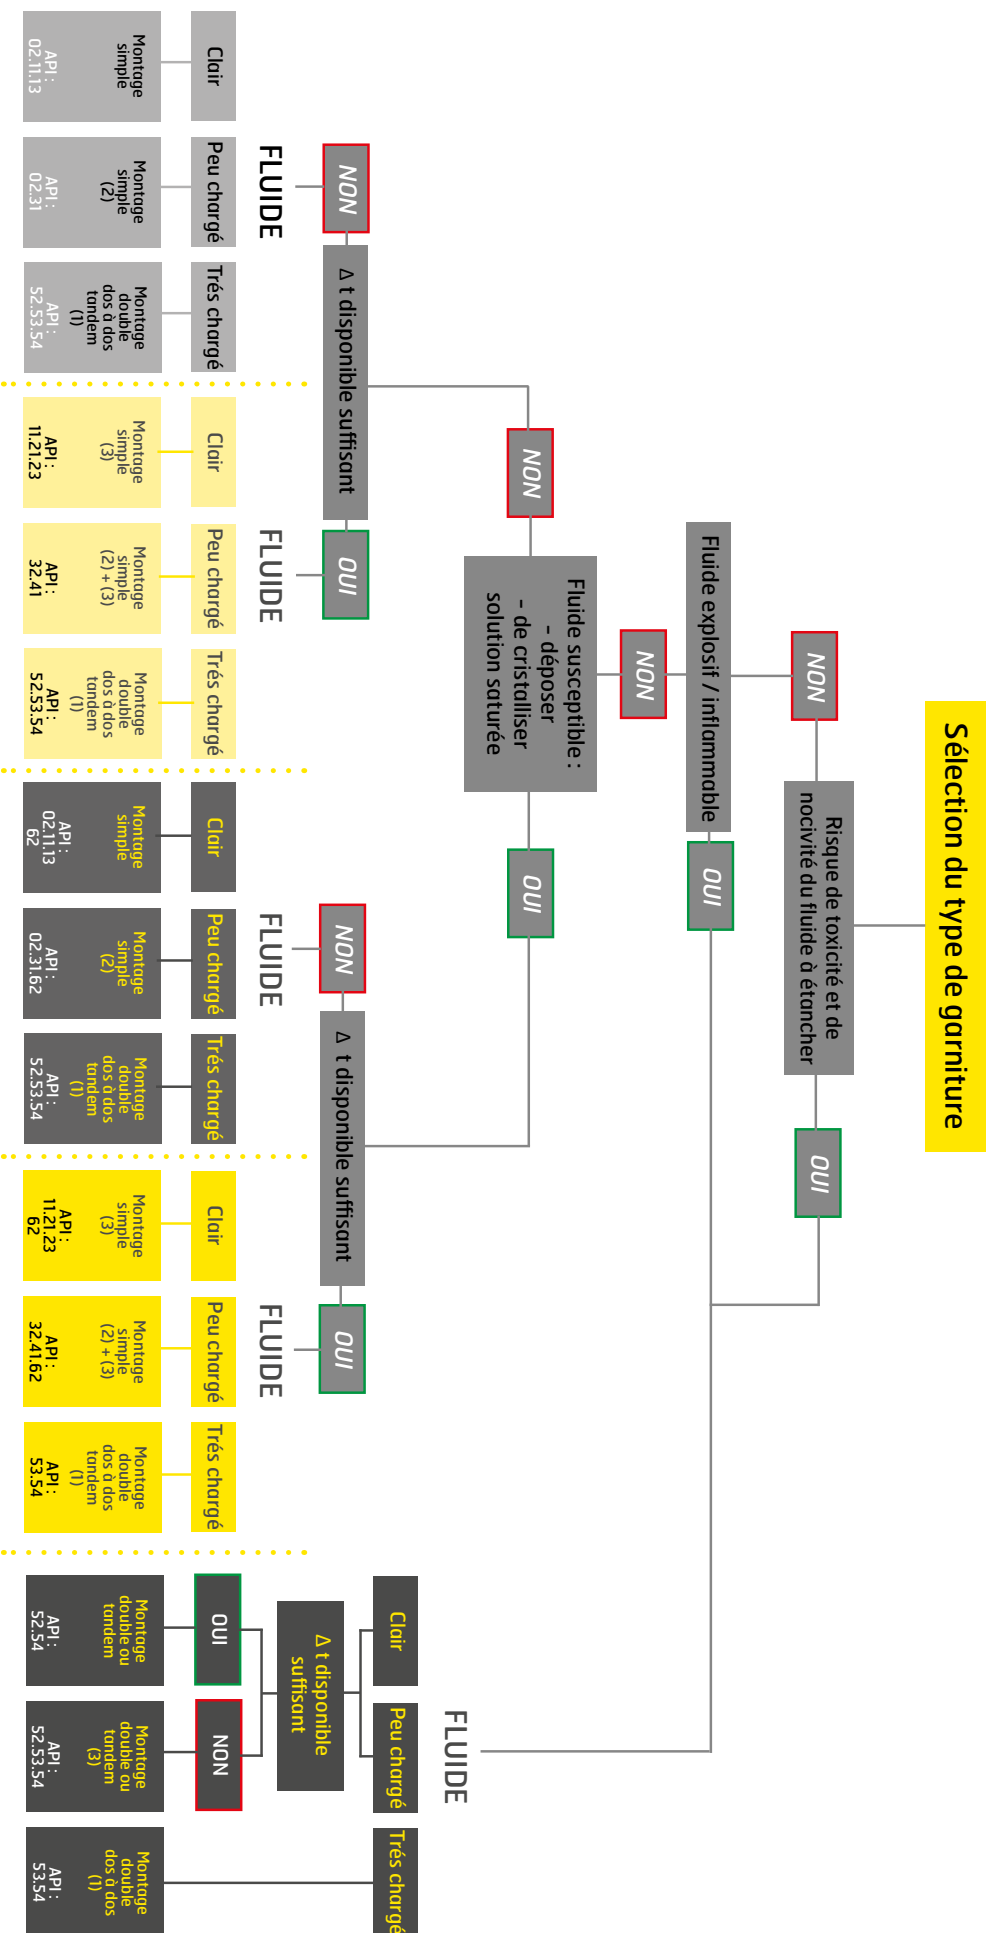 Sélection du type de garniture
Risque de toxicité et de
nocivité du fluide à étancher
NON
OUI
Fluide explosif / inflammable
NON
OUI
Fluide susceptible :
- déposer
- de cristalliser
solution saturée
NON
OUI
Δ t disponible suffisant
NON
OUI
Δ t disponible suffisant
NON
OUI
FLUIDE
FLUIDE
FLUIDE
FLUIDE
FLUIDE
Clair
Montage
simple
API :
02.11.13
Peu chargé
Montage
simple
(2)
API :
02.31
Trés chargé
Montage
double
dos à dos
tandem
(1)
API :
52.53.54
Clair
Montage
simple
(3)
API :
11.21.23
Peu chargé
Montage
simple
(2) + (3)
API :
32.41
Trés chargé
Montage
double
dos à dos
tandem
(1)
API :
52.53.54
Clair
Montage
simple
API :
02.11.13
62
Peu chargé
Montage
simple
(2)
API :
02.31.62
Trés chargé
Montage
double
dos à dos
tandem
(1)
API :
52.53.54
Clair
Montage
simple
(3)
API :
11.21.23
62
Peu chargé
Montage
simple
(2) + (3)
API :
32.41.62
Trés chargé
Montage
double
dos à dos
tandem
(1)
API :
53.54
Clair
Peu chargé
Trés chargé
Δ t disponible
suffisant
OUI
NON
Montage
double ou
tandem
API :
52.54
Montage
double ou
tandem
(3)
API :
52.53.54
Montage
double
dos à dos
(1)
API :
53.54